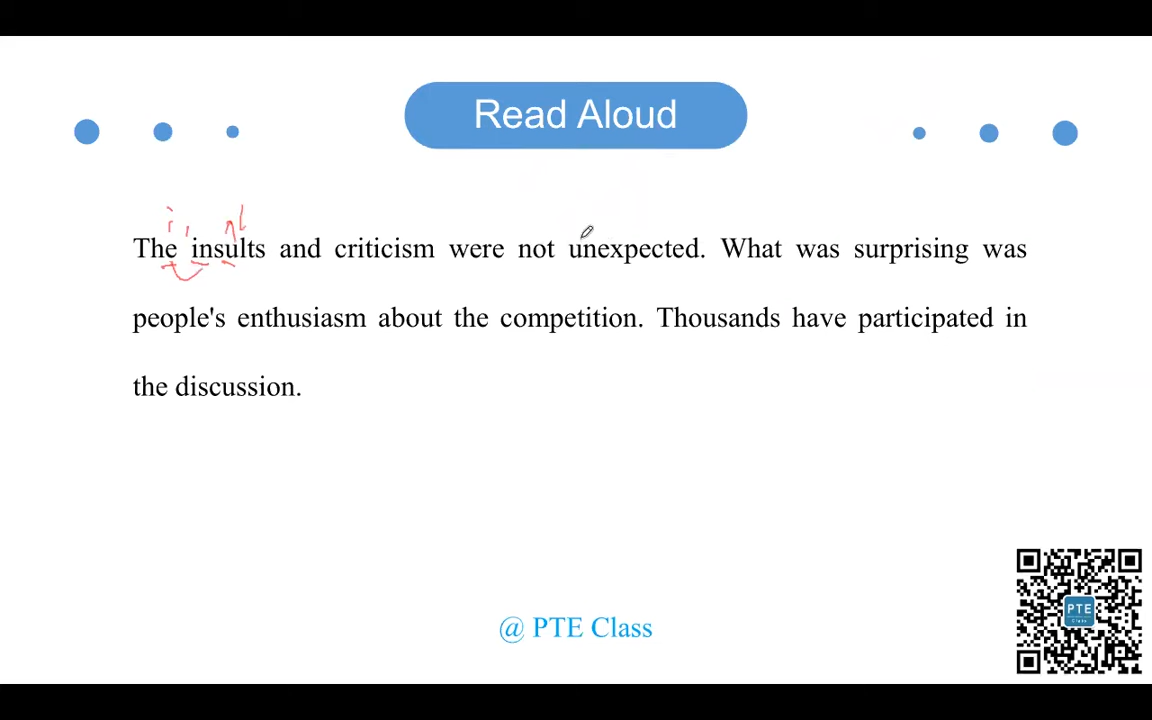 Read Aloud
The insults and criticism were not unexpected. What was surprising was
people's enthusiasm about the competition. Thousands have participated in
the discussion.
@ PTE Class
PTE
Class